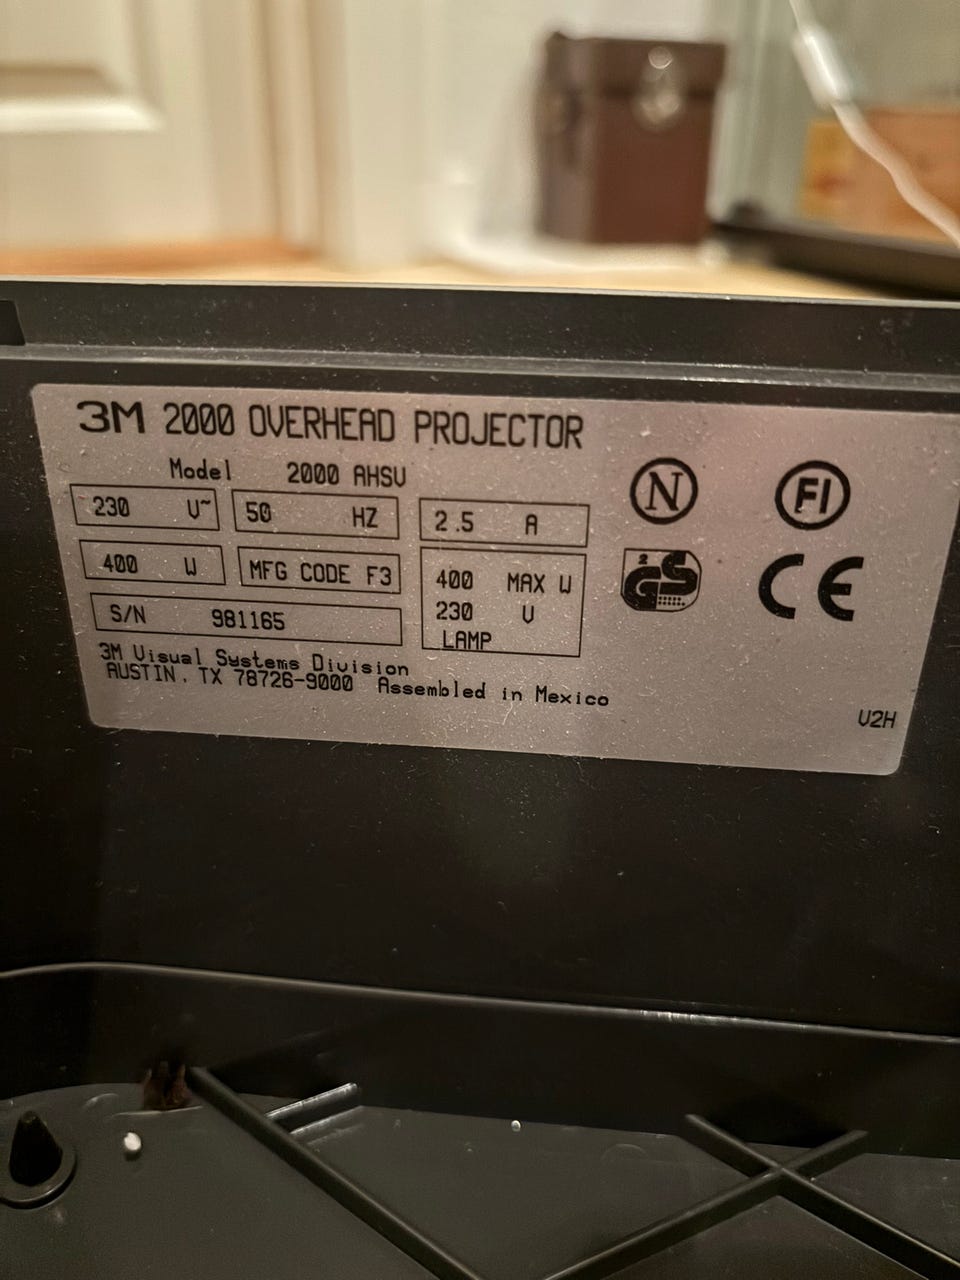 3M 2000 OVERHEAD PROJECTOR
Model 2000 AHSV
230 V~ 50 HZ 2.5 A
400 W MFG CODE F3
400 MAX W
230 V
LAMP
S/N 981165
3M Visual Systems Division
AUSTIN, TX 78726-9000 Assembled in Mexico
N FI
2 GS CE
V2H